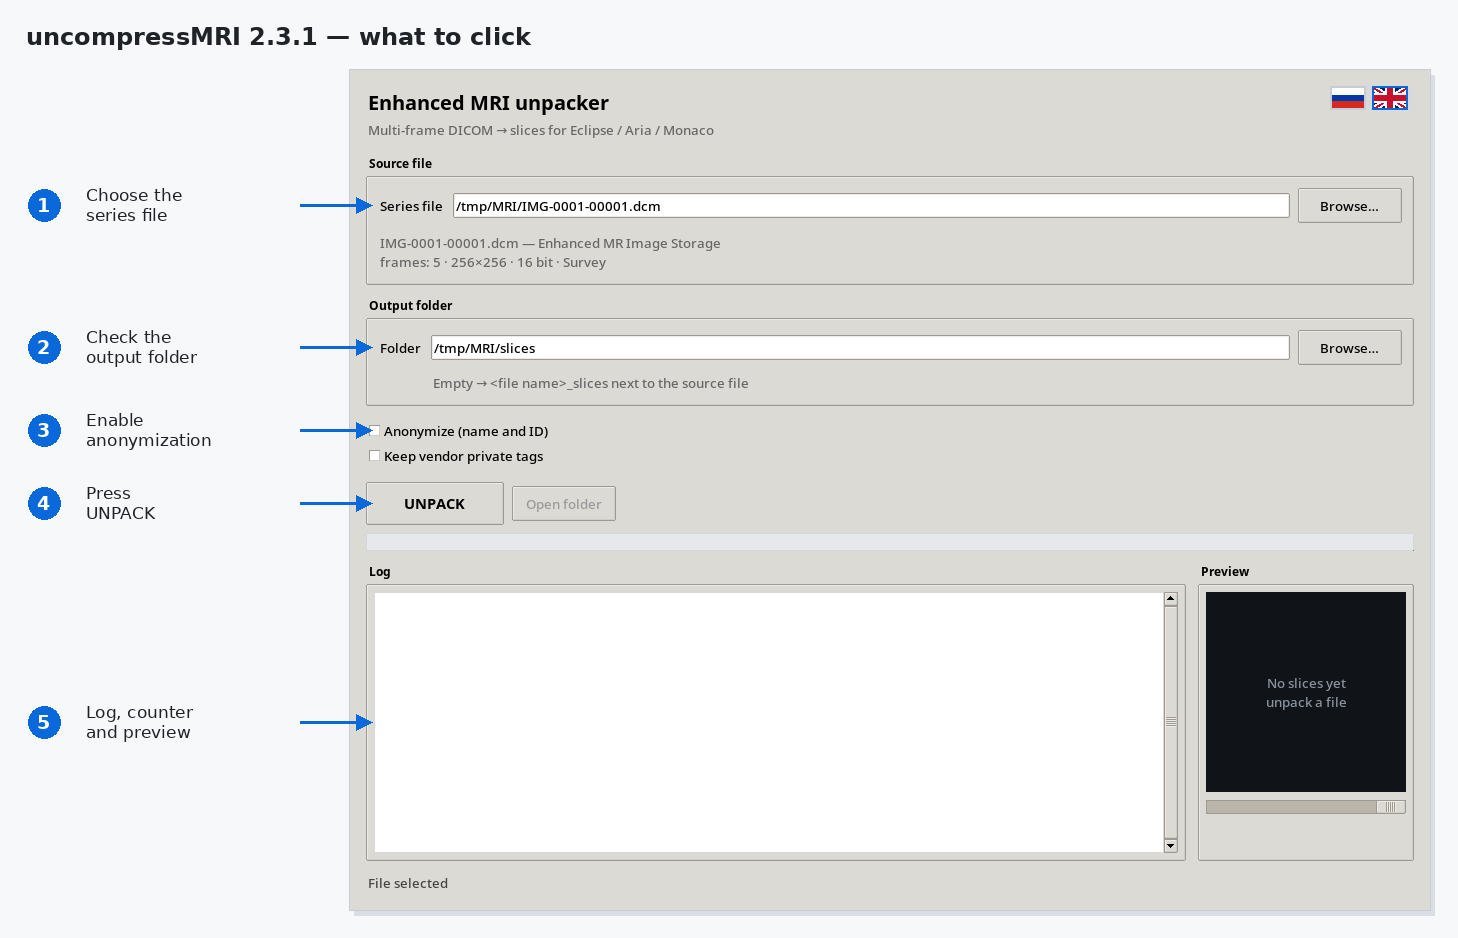 uncompressMRI 2.3.1 — what to click
Enhanced MRI unpacker
Multi-frame DICOM → slices for Eclipse / Aria / Monaco
Source file
1
Choose the
series file
Series file
/tmp/MRI/IMG-0001-00001.dcm
Browse...
IMG-0001-00001.dcm — Enhanced MR Image Storage
frames: 5 · 256×256 · 16 bit · Survey
Output folder
2
Check the
output folder
Folder
/tmp/MRI/slices
Browse...
Empty → <file name>_slices next to the source file
3
Enable
anonymization
Anonymize (name and ID)
Keep vendor private tags
4
Press
UNPACK
UNPACK
Open folder
Log
Preview
No slices yet
unpack a file
5
Log, counter
and preview
File selected